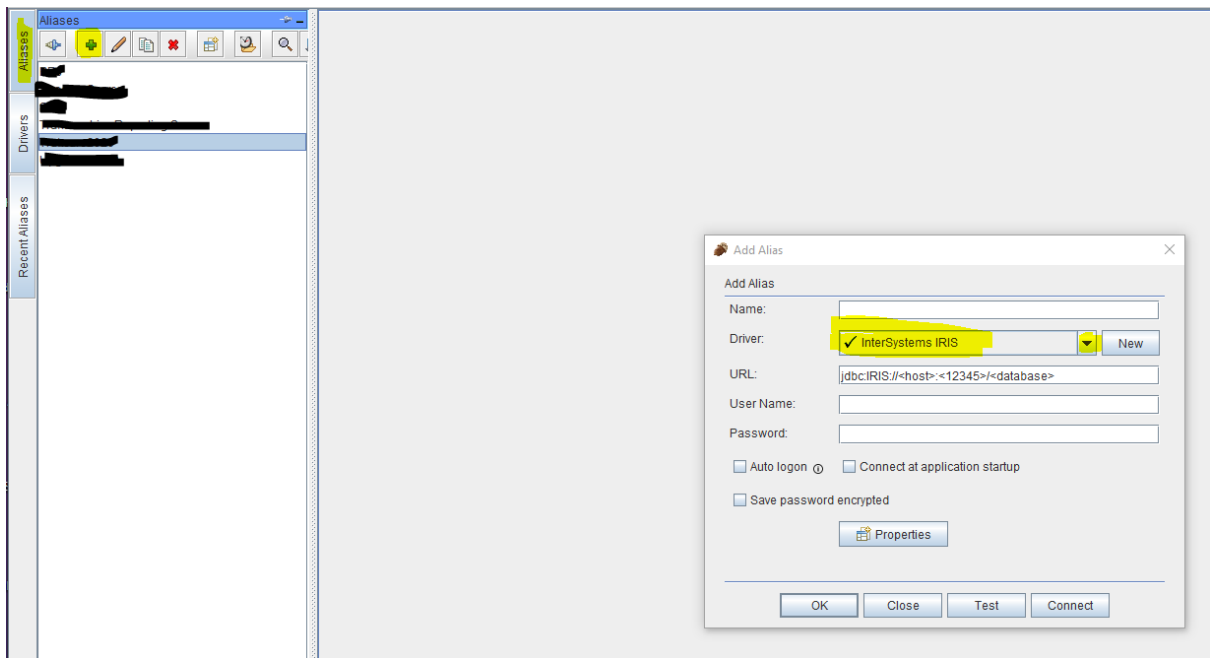 Aliases
Aliases
Drivers
Recent Aliases
Add Alias
Add Alias
Name:
Driver:
✓ InterSystems IRIS
New
URL:
jdbc:IRIS://<host>:<12345>/<database>
User Name:
Password:
Auto logon
Connect at application startup
Save password encrypted
Properties
OK
Close
Test
Connect